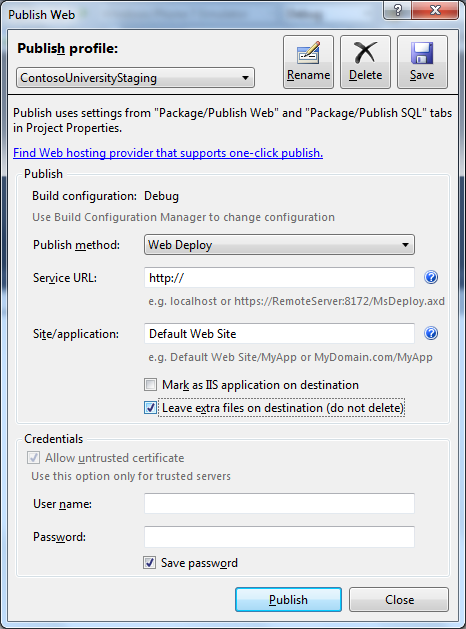 Publish Web
Publish profile:
ContosoUniversityStaging
Rename
Delete
Save
Publish uses settings from "Package/Publish Web" and "Package/Publish SQL" tabs
in Project Properties.
Find Web hosting provider that supports one-click publish.
Publish
Build configuration: Debug
Use Build Configuration Manager to change configuration
Publish method: Web Deploy
Service URL: http://
e.g. localhost or https://RemoteServer:8172/MsDeploy.axd
Site/application: Default Web Site
e.g. Default Web Site/MyApp or MyDomain.com/MyApp
Mark as IIS application on destination
Leave extra files on destination (do not delete)
Credentials
Allow untrusted certificate
Use this option only for trusted servers
User name:
Password:
Save password
Publish
Close